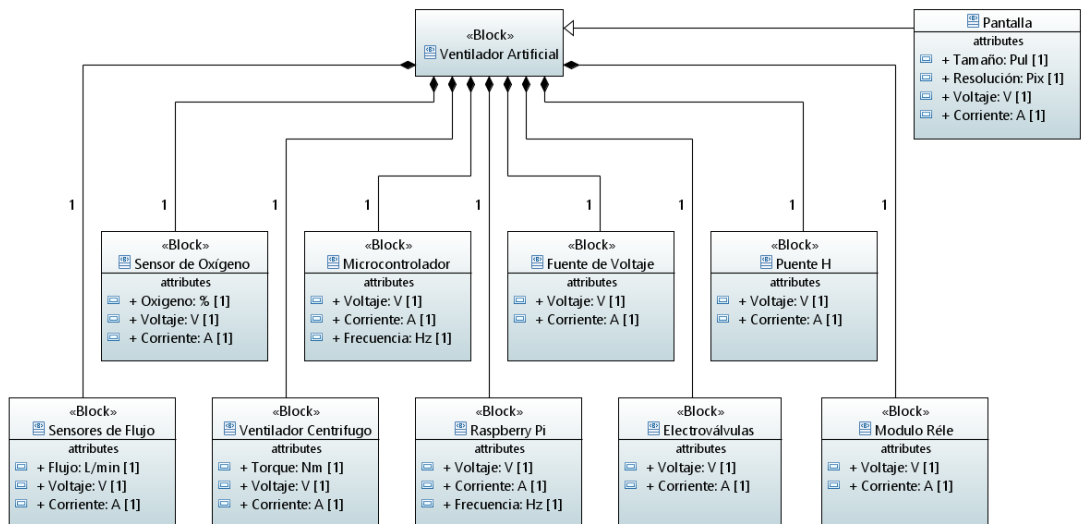 «Block»
Ventilador Artificial
Pantalla
attributes
+ Tamaño: Pul [1]
+ Resolución: Pix [1]
+ Voltaje: V [1]
+ Corriente: A [1]
1
1
1
1
1
1
1
1
1
«Block»
Sensor de Oxígeno
attributes
+ Oxigeno: % [1]
+ Voltaje: V [1]
+ Corriente: A [1]
«Block»
Microcontrolador
attributes
+ Voltaje: V [1]
+ Corriente: A [1]
+ Frecuencia: Hz [1]
«Block»
Fuente de Voltaje
attributes
+ Voltaje: V [1]
+ Corriente: A [1]
«Block»
Puente H
attributes
+ Voltaje: V [1]
+ Corriente: A [1]
«Block»
Sensores de Flujo
attributes
+ Flujo: L/min [1]
+ Voltaje: V [1]
+ Corriente: A [1]
«Block»
Ventilador Centrifugo
attributes
+ Torque: Nm [1]
+ Voltaje: V [1]
+ Corriente: A [1]
«Block»
Raspberry Pi
attributes
+ Voltaje: V [1]
+ Corriente: A [1]
+ Frecuencia: Hz [1]
«Block»
Electroválvulas
attributes
+ Voltaje: V [1]
+ Corriente: A [1]
«Block»
Modulo Réle
attributes
+ Voltaje: V [1]
+ Corriente: A [1]